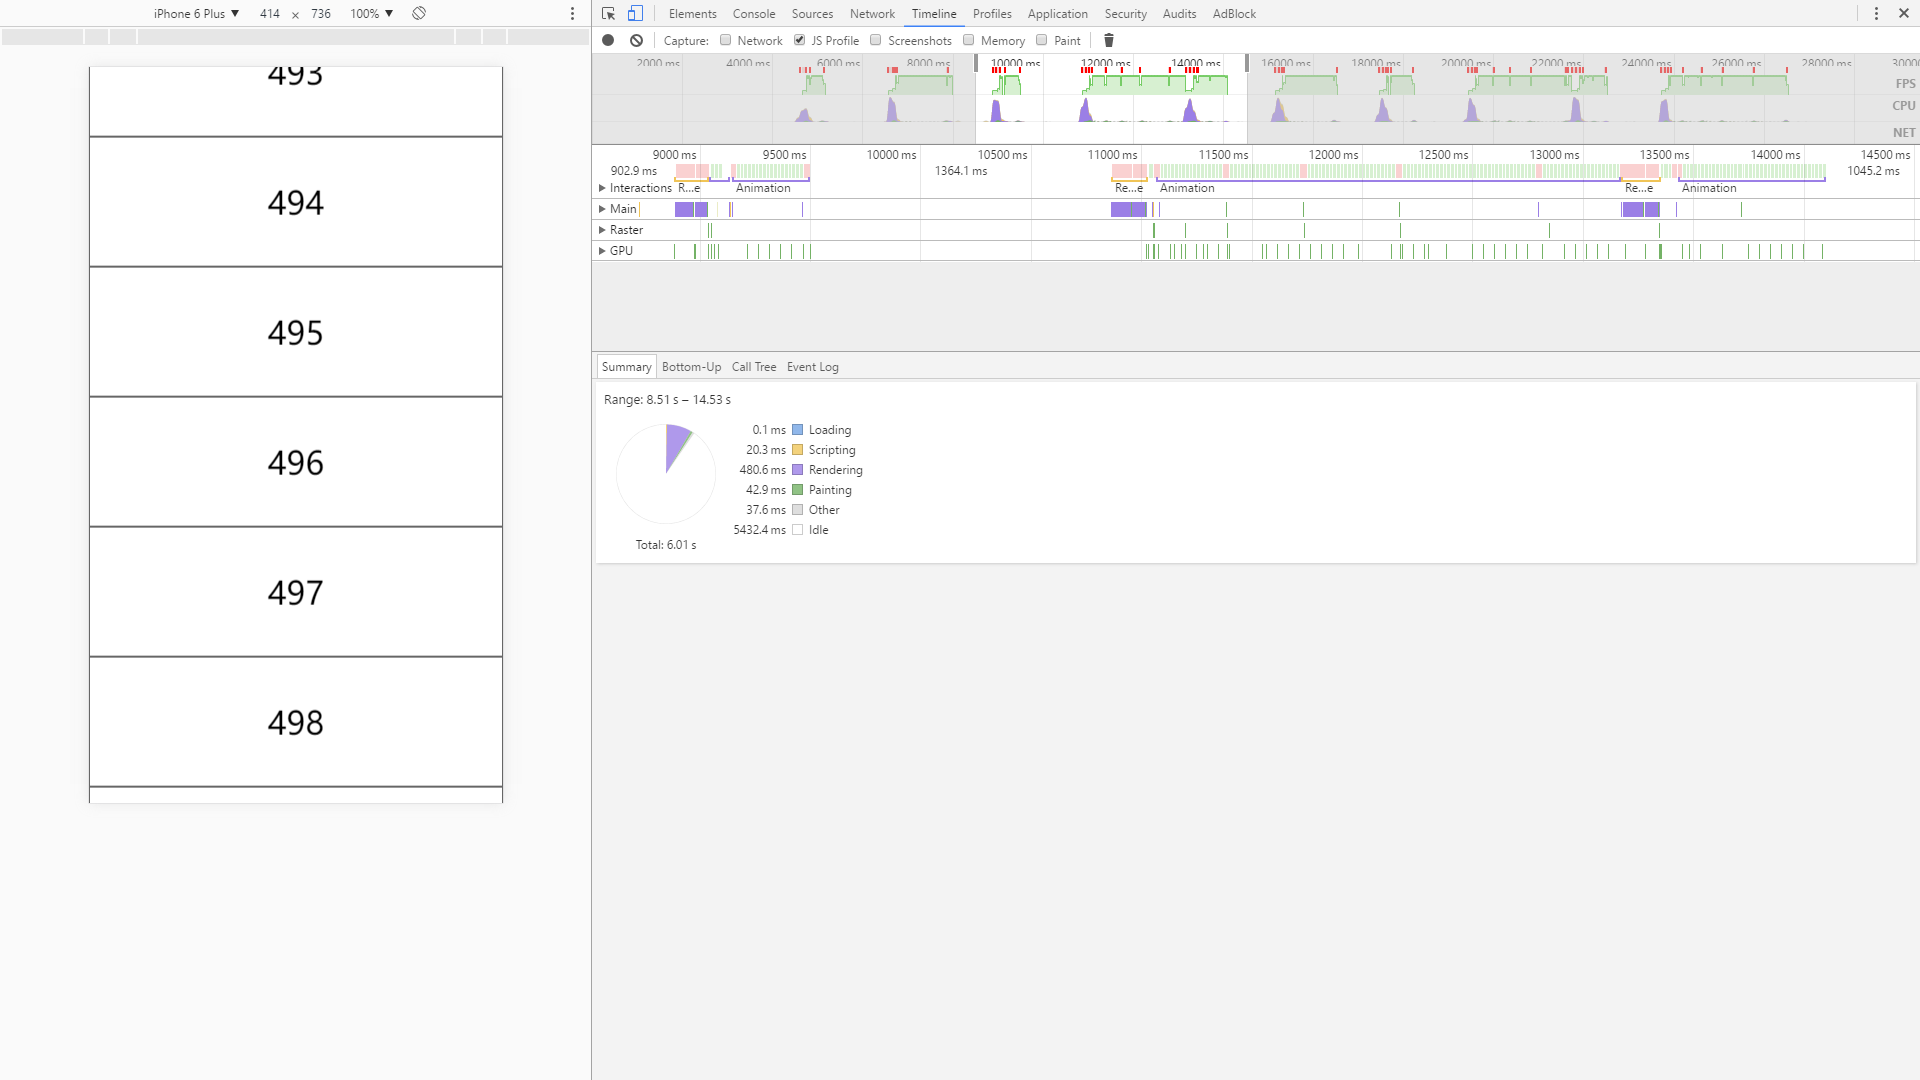 iPhone 6 Plus ▼ 414 × 736 100% ▼
493
494
495
496
497
498
Elements Console Sources Network Timeline Profiles Application Security Audits AdBlock
Capture: Network JS Profile Screenshots Memory Paint
2000 ms 4000 ms 6000 ms 8000 ms 10000 ms 12000 ms 14000 ms 16000 ms 18000 ms 20000 ms 22000 ms 24000 ms 26000 ms 28000 ms 30000
FPS
CPU
NET
9000 ms 9500 ms 10000 ms 10500 ms 11000 ms 11500 ms 12000 ms 12500 ms 13000 ms 13500 ms 14000 ms 14500 ms
902.9 ms 1364.1 ms 1045.2 ms
Interactions R...e Animation Re...e Animation Re...e Animation
Main
Raster
GPU
Summary Bottom-Up Call Tree Event Log
Range: 8.51 s – 14.53 s
0.1 ms Loading
20.3 ms Scripting
480.6 ms Rendering
42.9 ms Painting
37.6 ms Other
5432.4 ms Idle
Total: 6.01 s